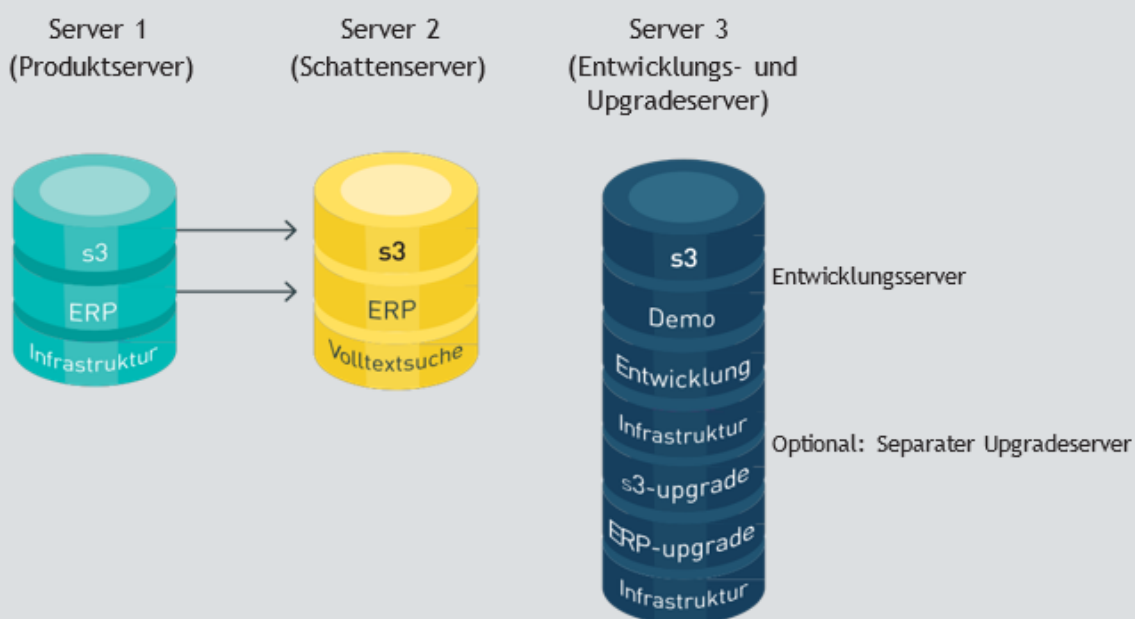 Server 1
(Produktserver)
Server 2
(Schattenserver)
Server 3
(Entwicklungs- und
Upgradeserver)
s3
ERP
Infrastruktur
s3
ERP
Volltextsuche
s3
Demo
Entwicklung
Infrastruktur
s3-upgrade
ERP-upgrade
Infrastruktur
Entwicklungsserver
Optional: Separater Upgradeserver